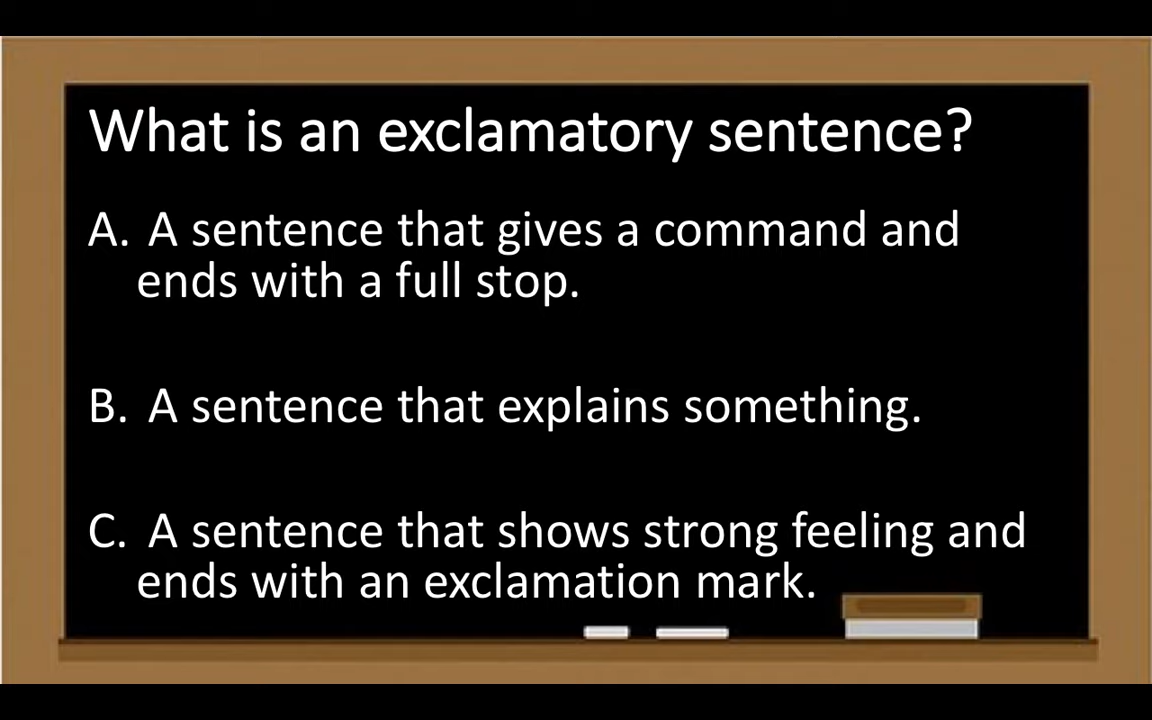 What is an exclamatory sentence?
A. A sentence that gives a command and
ends with a full stop.
B. A sentence that explains something.
C. A sentence that shows strong feeling and
ends with an exclamation mark.